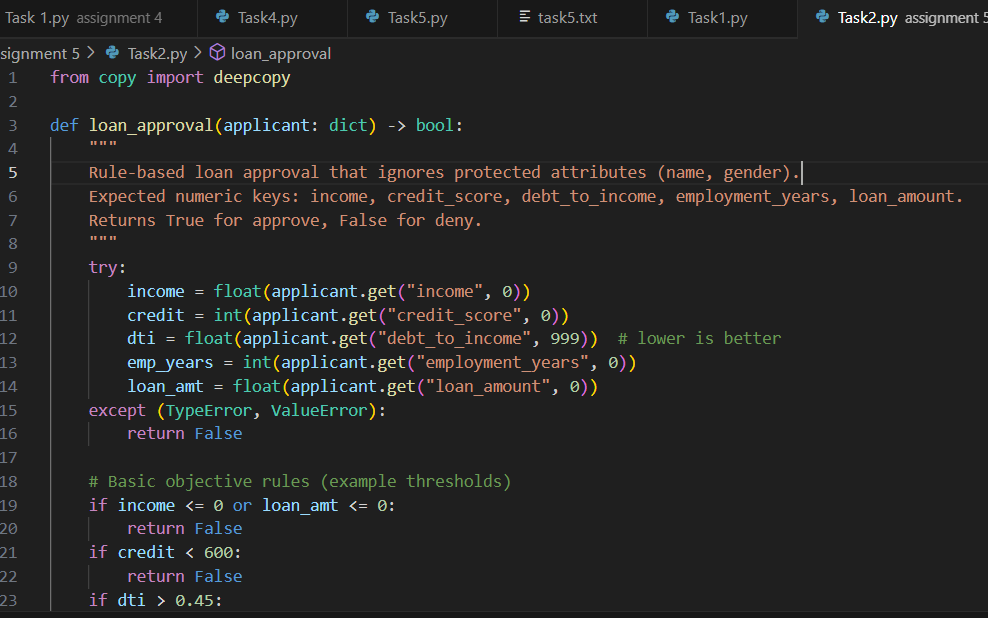 Task 1.py assignment 4 Task4.py Task5.py task5.txt Task1.py Task2.py assignment 5
signment 5 > Task2.py > loan_approval
1 from copy import deepcopy
2
3 def loan_approval(applicant: dict) -> bool:
4     """
5     Rule-based loan approval that ignores protected attributes (name, gender).
6     Expected numeric keys: income, credit_score, debt_to_income, employment_years, loan_amount.
7     Returns True for approve, False for deny.
8     """
9     try:
10         income = float(applicant.get("income", 0))
11         credit = int(applicant.get("credit_score", 0))
12         dti = float(applicant.get("debt_to_income", 999))  # lower is better
13         emp_years = int(applicant.get("employment_years", 0))
14         loan_amt = float(applicant.get("loan_amount", 0))
15     except (TypeError, ValueError):
16         return False
17
18     # Basic objective rules (example thresholds)
19     if income <= 0 or loan_amt <= 0:
20         return False
21     if credit < 600:
22         return False
23     if dti > 0.45: